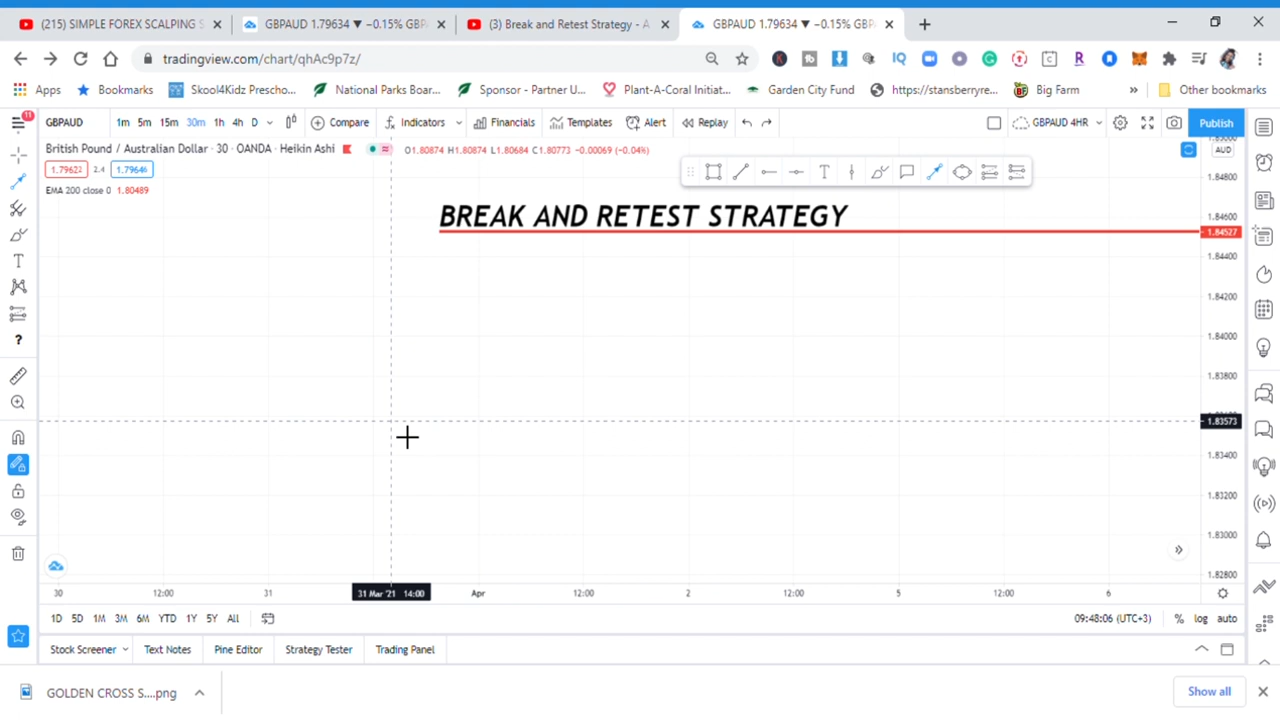 (215) SIMPLE FOREX SCALPING S
GBPAUD 1.79634 ▼ −0.15% GBP
(3) Break and Retest Strategy - A
GBPAUD 1.79634 ▼ −0.15% GBP
tradingview.com/chart/qhAc9p7z/
Apps
Bookmarks
Skool4Kidz Prescho...
National Parks Boar...
Sponsor - Partner U...
Plant-A-Coral Initiat...
Garden City Fund
https://stansberryre...
Big Farm
»
Other bookmarks
11
GBPAUD
1m 5m 15m 30m 1h 4h D
Compare
Indicators
Financials
Templates
Alert
Replay
GBPAUD 4HR
Publish
British Pound / Australian Dollar · 30 · OANDA · Heikin Ashi
O1.80874 H1.80874 L1.80684 C1.80773 −0.00069 (−0.04%)
AUD
1.79622 2.4 1.79646
EMA 200 close 0 1.80489
BREAK AND RETEST STRATEGY
1.84800
1.84600
1.84527
1.84400
1.84200
1.84000
1.83800
1.83573
1.83400
1.83200
1.83000
1.82800
30 12:00 31 31 Mar '21 14:00 Apr 12:00 2 12:00 5 12:00 6
1D 5D 1M 3M 6M YTD 1Y 5Y All
09:48:06 (UTC+3)
% log auto
Stock Screener
Text Notes
Pine Editor
Strategy Tester
Trading Panel
GOLDEN CROSS S....png
Show all